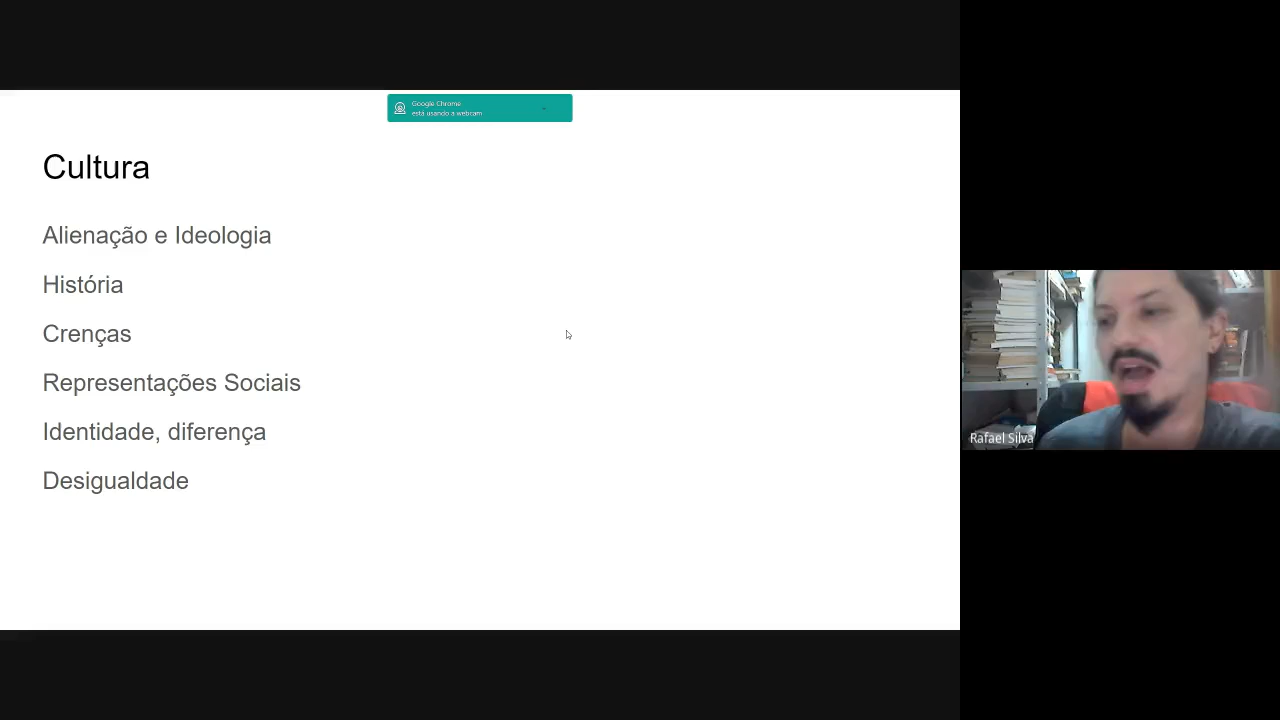 Google Chrome
está usando a webcam
Cultura
Alienação e Ideologia
História
Crenças
Representações Sociais
Identidade, diferença
Desigualdade
Rafael Silva